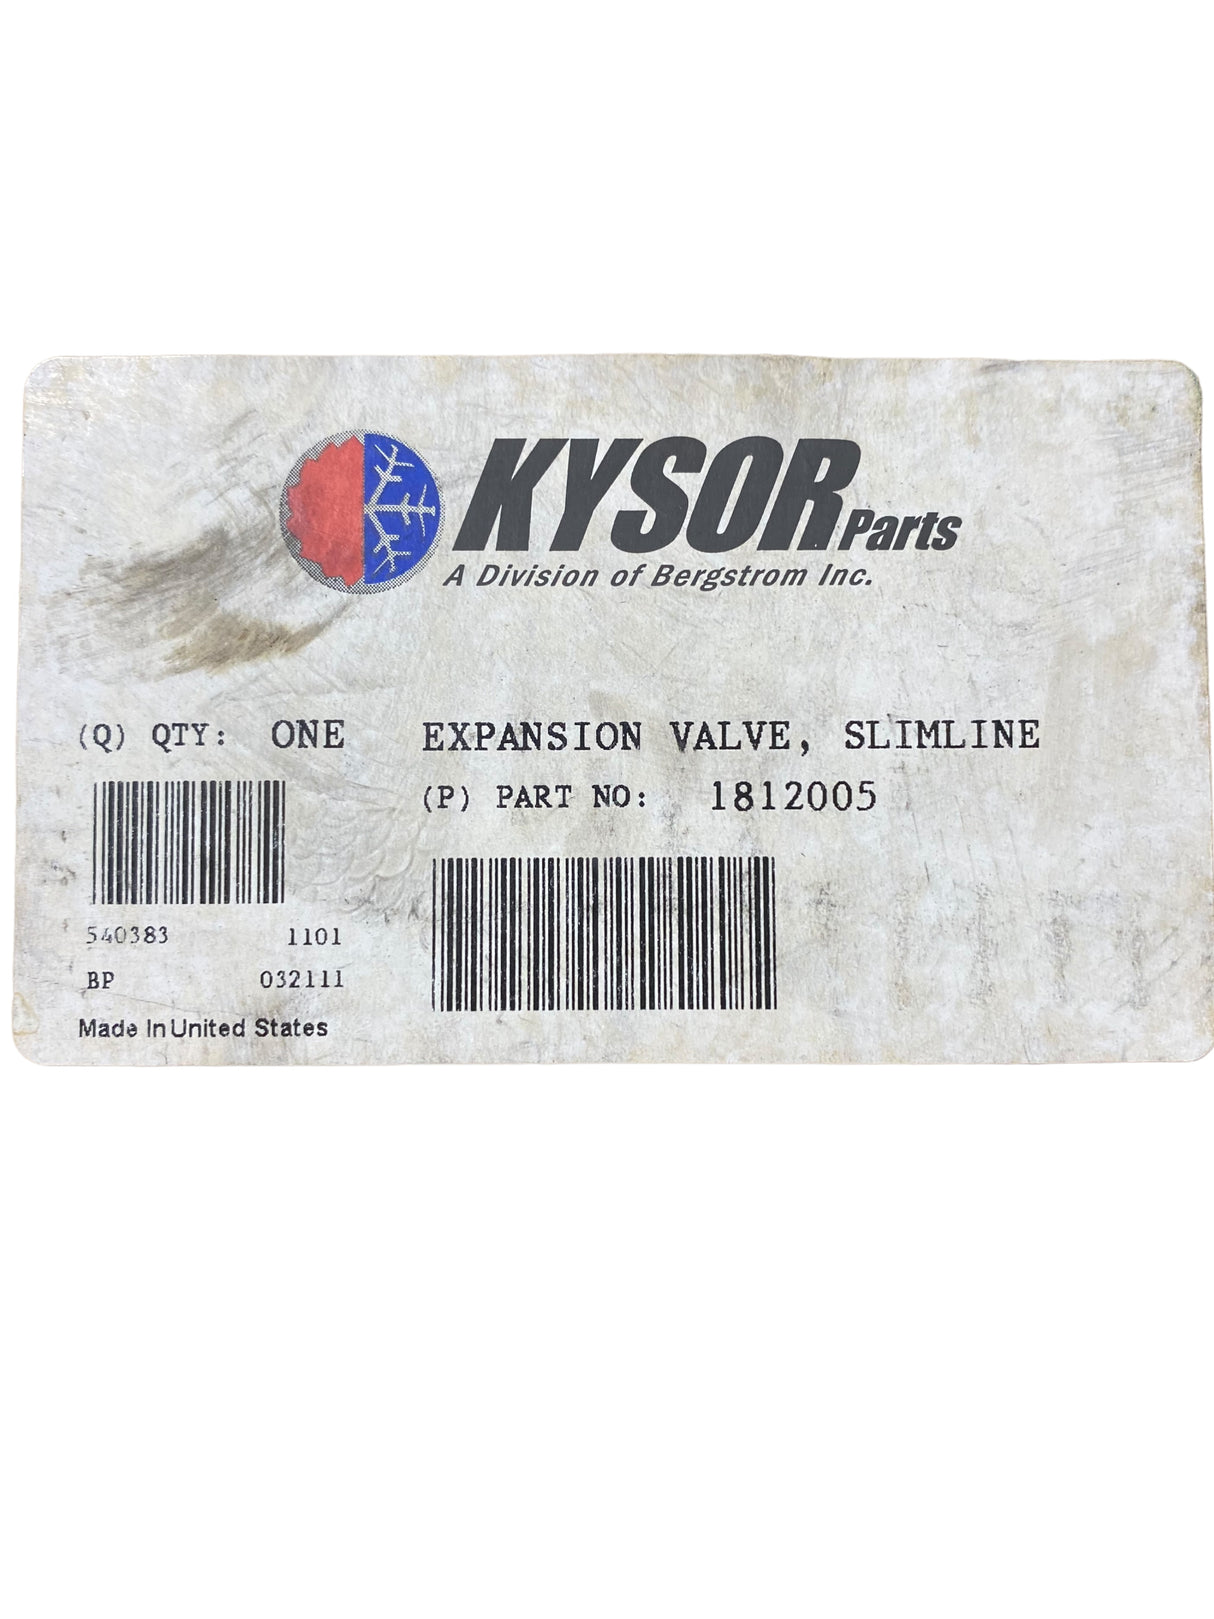 KYSOR Parts
A Division of Bergstrom Inc.
(Q) QTY: ONE EXPANSION VALVE, SLIMLINE
(P) PART NO: 1812005
540383 1101
BP 032111
Made In United States